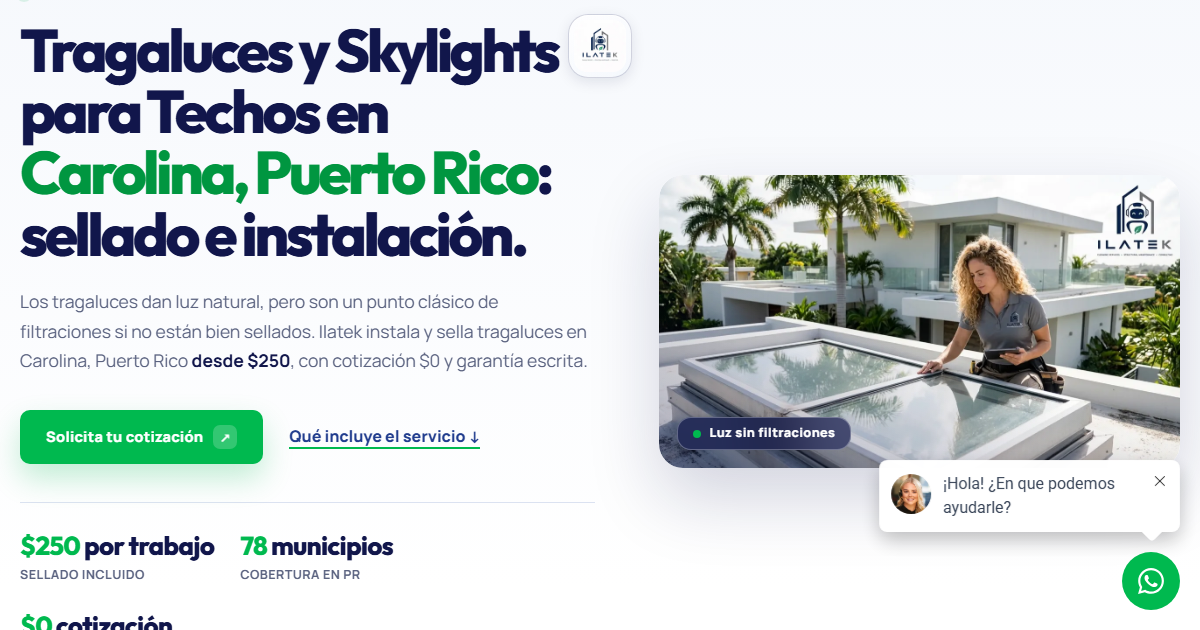 Tragaluces y Skylights
ILATEK
para Techos en
Carolina, Puerto Rico:
sellado e instalación.
Los tragaluces dan luz natural, pero son un punto clásico de
filtraciones si no están bien sellados. Ilatek instala y sella tragaluces en
Carolina, Puerto Rico desde $250, con cotización $0 y garantía escrita.
Solicita tu cotización ↗
Qué incluye el servicio ↓
$250 por trabajo
SELLADO INCLUIDO
78 municipios
COBERTURA EN PR
$0 cotización
ILATEK
Luz sin filtraciones
¡Hola! ¿En que podemos
ayudarle?